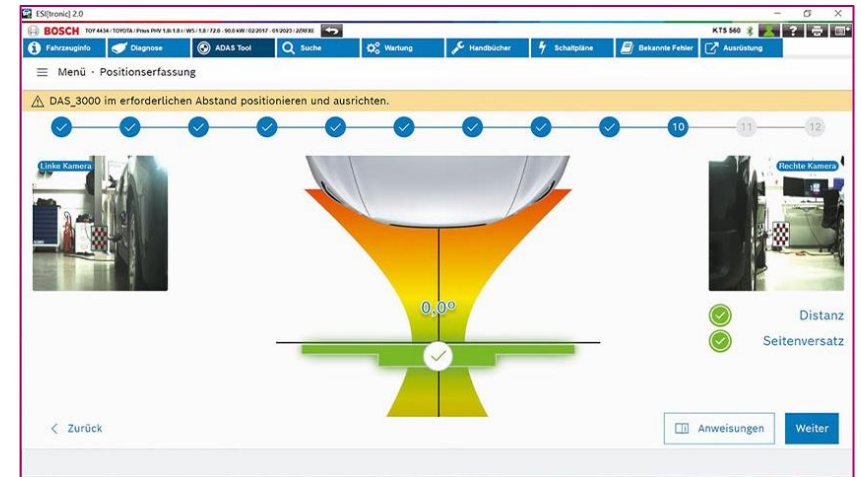 ESI[tronic] 2.0
BOSCH
KTS 560
Fahrzeuginfo
Diagnose
ADAS Tool
Suche
Wartung
Handbücher
Schaltpläne
Bekannte Fehler
Ausrüstung
Menü · Positionserfassung
DAS_3000 im erforderlichen Abstand positionieren und ausrichten.
10
11
12
Linke Kamera
Rechte Kamera
0,0°
Distanz
Seitenversatz
Zurück
Anweisungen
Weiter